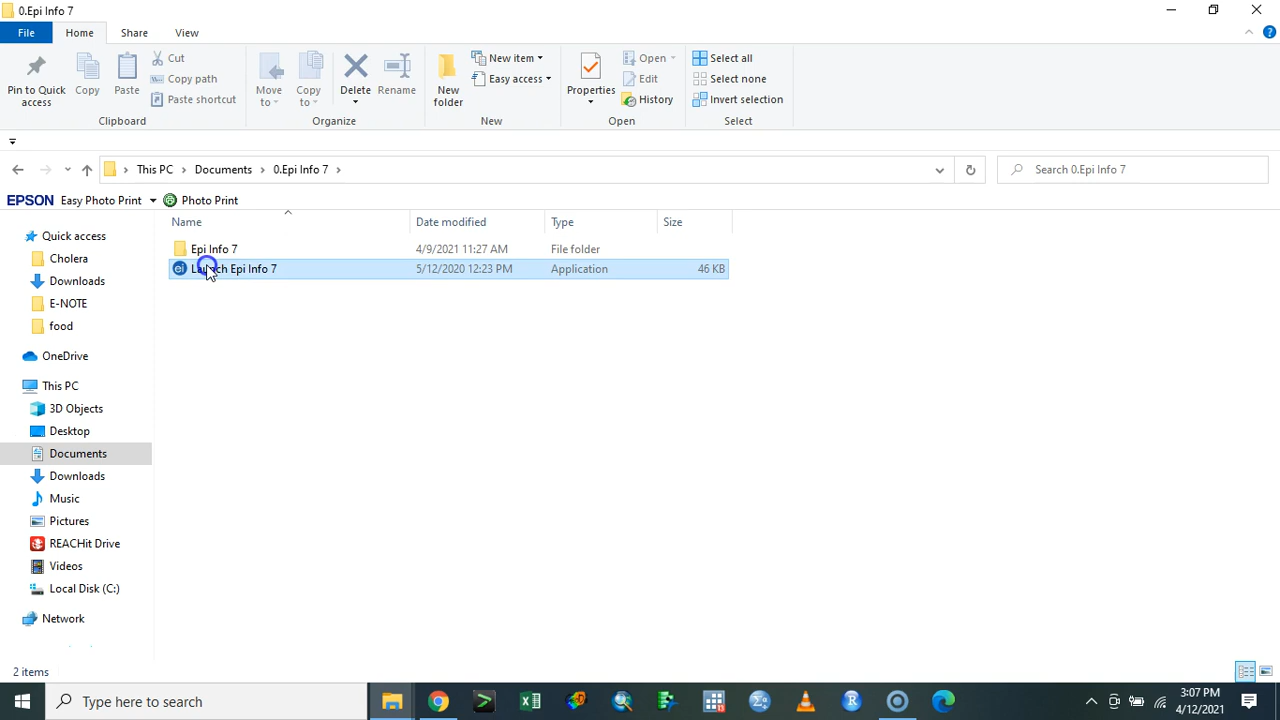 0.Epi Info 7
File
Home
Share
View
Pin to Quick access
Copy
Paste
Cut
Copy path
Paste shortcut
Clipboard
Move to
Copy to
Delete
Rename
Organize
New folder
New item
Easy access
New
Properties
Open
Edit
History
Open
Select all
Select none
Invert selection
Select
This PC > Documents > 0.Epi Info 7 >
Search 0.Epi Info 7
EPSON Easy Photo Print
Photo Print
Name
Date modified
Type
Size
Epi Info 7 4/9/2021 11:27 AM File folder
Launch Epi Info 7 5/12/2020 12:23 PM Application 46 KB
Quick access
Cholera
Downloads
E-NOTE
food
OneDrive
This PC
3D Objects
Desktop
Documents
Downloads
Music
Pictures
REACHit Drive
Videos
Local Disk (C:)
Network
2 items
Type here to search
3:07 PM
4/12/2021